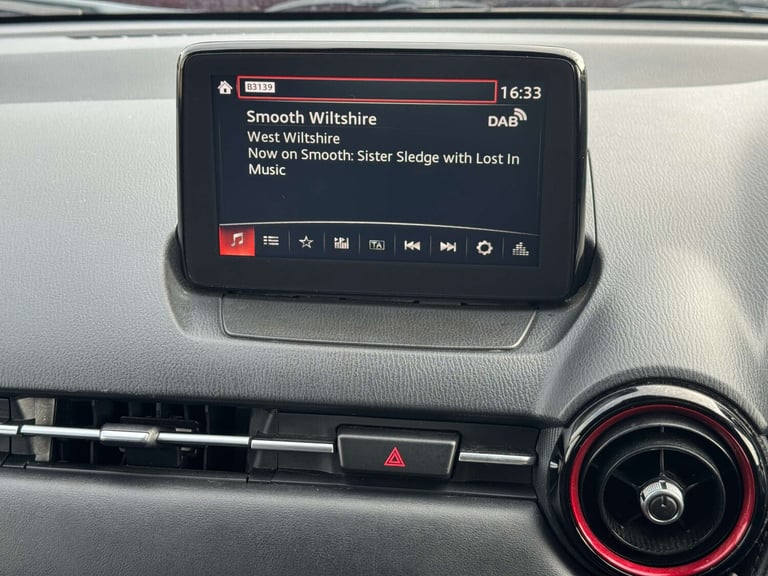 B3139
16:33
Smooth Wiltshire
DAB
West Wiltshire
Now on Smooth: Sister Sledge with Lost In
Music
TA